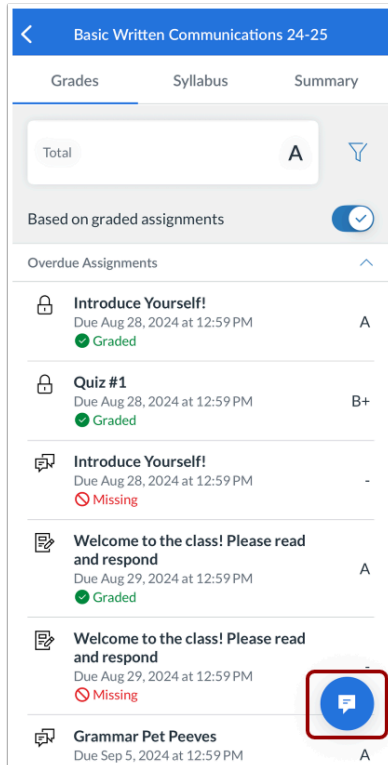 Basic Written Communications 24-25
Grades Syllabus Summary
Total A
Based on graded assignments
Overdue Assignments
Introduce Yourself!
Due Aug 28, 2024 at 12:59 PM A
Graded
Quiz #1
Due Aug 28, 2024 at 12:59 PM B+
Graded
Introduce Yourself!
Due Aug 28, 2024 at 12:59 PM -
Missing
Welcome to the class! Please read
and respond
Due Aug 29, 2024 at 12:59 PM A
Graded
Welcome to the class! Please read
and respond -
Due Aug 29, 2024 at 12:59 PM
Missing
Grammar Pet Peeves
Due Sep 5, 2024 at 12:59 PM A